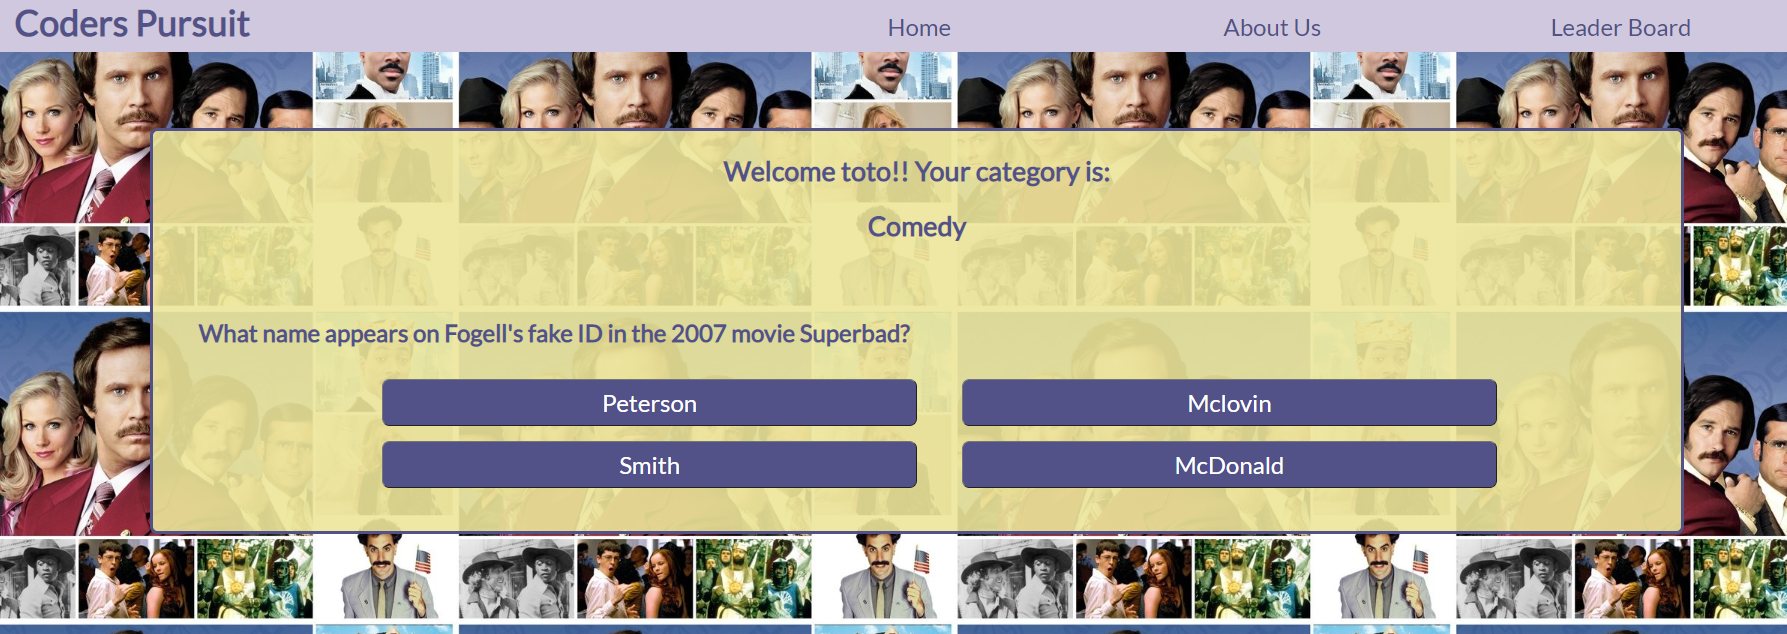 Coders Pursuit Home About Us Leader Board
Welcome toto!! Your category is:
Comedy
What name appears on Fogell's fake ID in the 2007 movie Superbad?
Peterson Mclovin
Smith McDonald